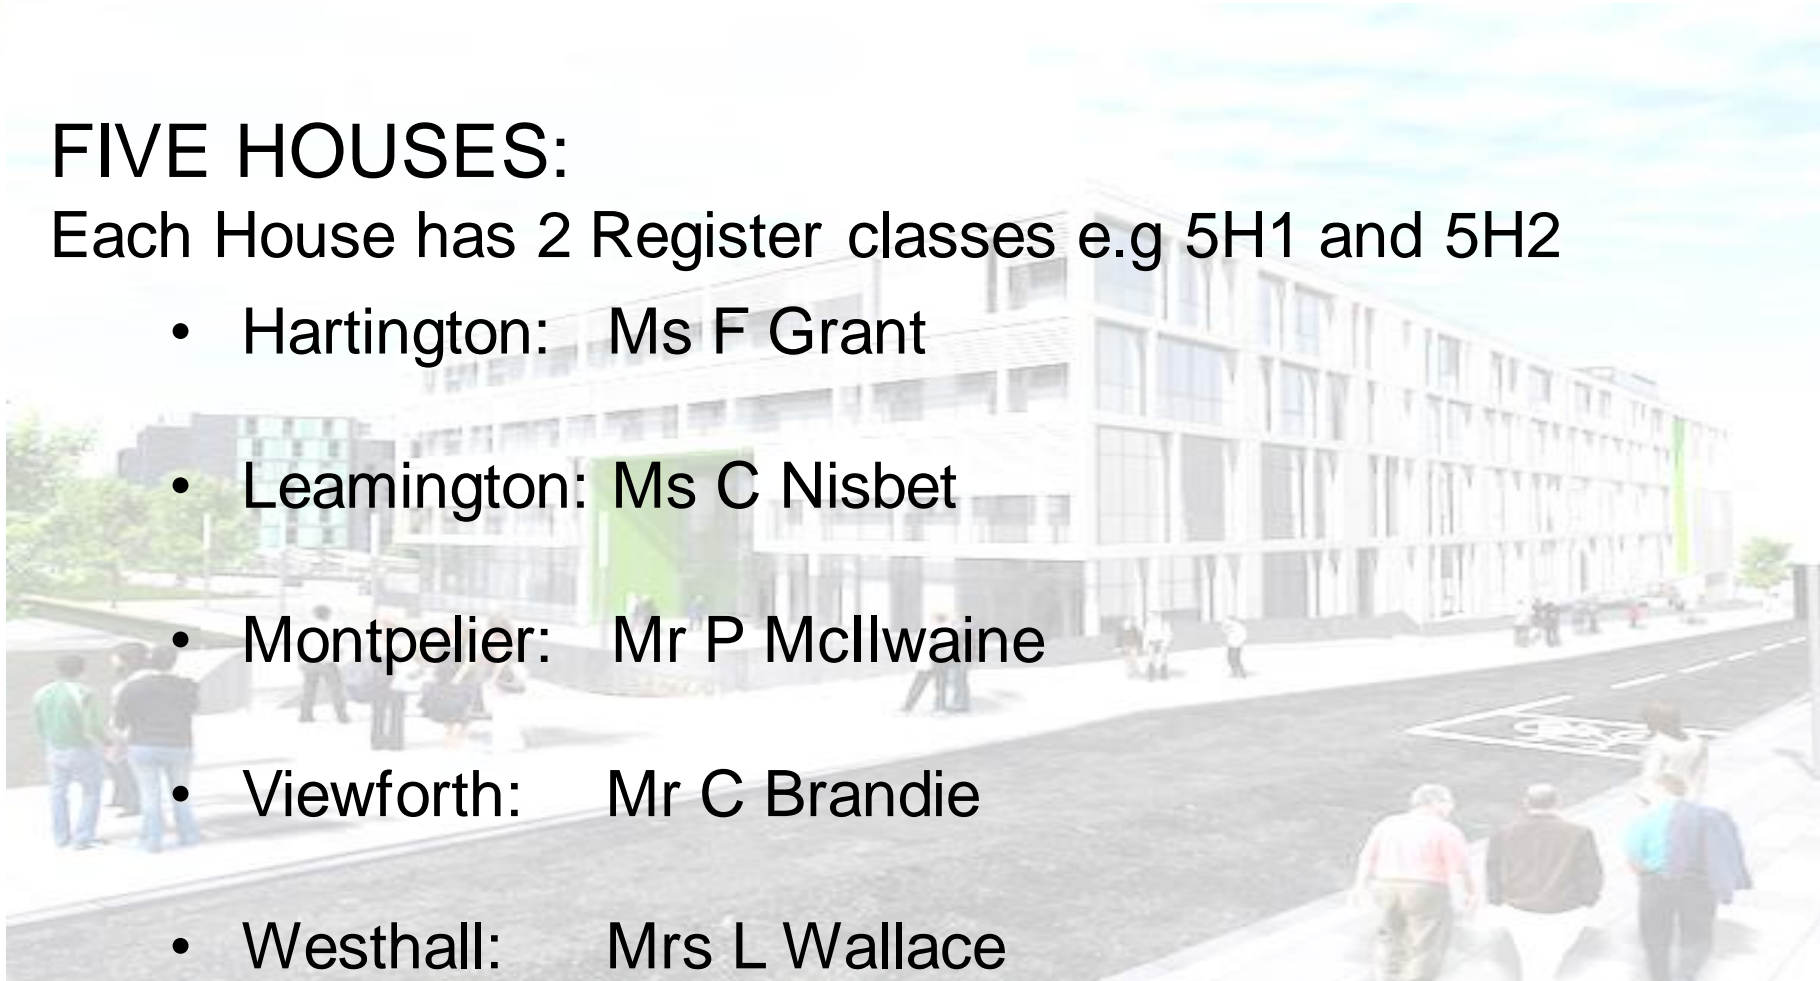 FIVE HOUSES:
Each House has 2 Register classes e.g 5H1 and 5H2
• Hartington: Ms F Grant
• Leamington: Ms C Nisbet
• Montpelier: Mr P McIlwaine
• Viewforth: Mr C Brandie
• Westhall: Mrs L Wallace